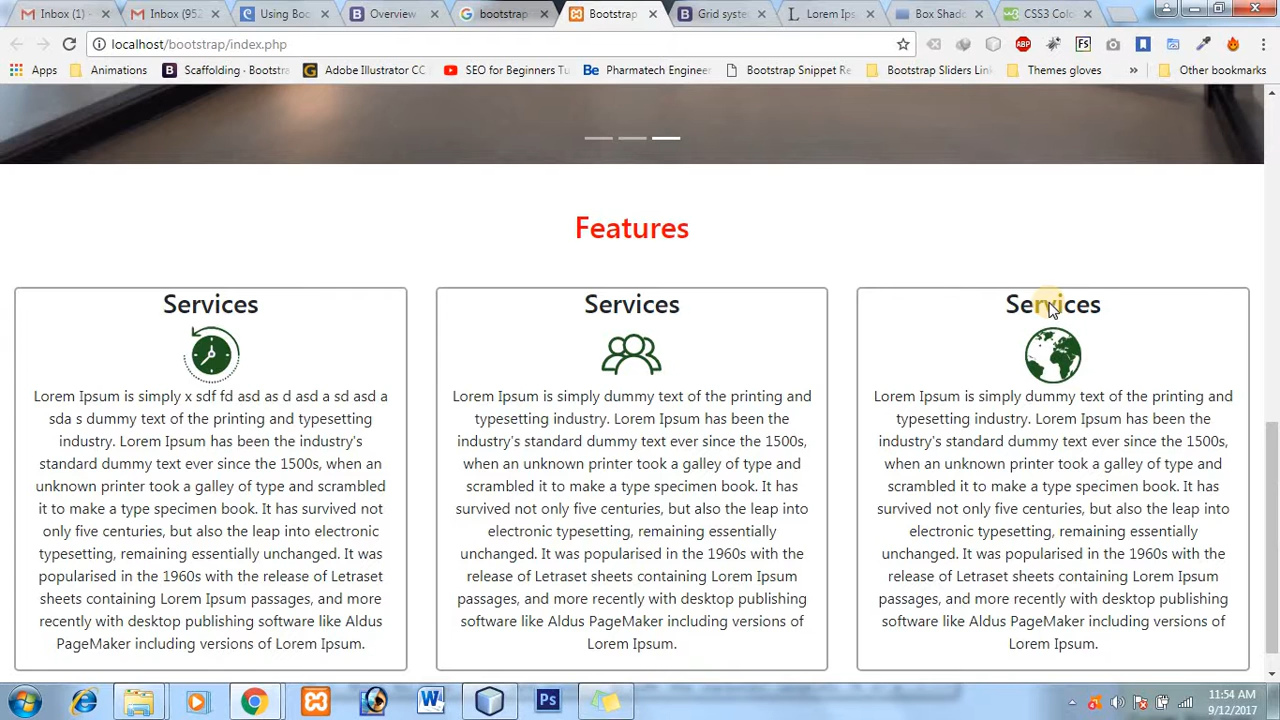 Inbox (1)
Inbox (952
Using Boo
Overview
bootstrap
Bootstrap
Grid syste
Lorem Ips
Box Shado
CSS3 Colo
localhost/bootstrap/index.php
Apps
Animations
Scaffolding - Bootstra
Adobe Illustrator CC
SEO for Beginners Tu
Pharmatech Enginee
Bootstrap Snippet Re
Bootstrap Sliders Link
Themes gloves
»
Other bookmarks
Features
Services
Lorem Ipsum is simply x sdf fd asd as d asd a sd asd a
sda s dummy text of the printing and typesetting
industry. Lorem Ipsum has been the industry's
standard dummy text ever since the 1500s, when an
unknown printer took a galley of type and scrambled
it to make a type specimen book. It has survived not
only five centuries, but also the leap into electronic
typesetting, remaining essentially unchanged. It was
popularised in the 1960s with the release of Letraset
sheets containing Lorem Ipsum passages, and more
recently with desktop publishing software like Aldus
PageMaker including versions of Lorem Ipsum.
Services
Lorem Ipsum is simply dummy text of the printing and
typesetting industry. Lorem Ipsum has been the
industry's standard dummy text ever since the 1500s,
when an unknown printer took a galley of type and
scrambled it to make a type specimen book. It has
survived not only five centuries, but also the leap into
electronic typesetting, remaining essentially
unchanged. It was popularised in the 1960s with the
release of Letraset sheets containing Lorem Ipsum
passages, and more recently with desktop publishing
software like Aldus PageMaker including versions of
Lorem Ipsum.
Services
Lorem Ipsum is simply dummy text of the printing and
typesetting industry. Lorem Ipsum has been the
industry's standard dummy text ever since the 1500s,
when an unknown printer took a galley of type and
scrambled it to make a type specimen book. It has
survived not only five centuries, but also the leap into
electronic typesetting, remaining essentially
unchanged. It was popularised in the 1960s with the
release of Letraset sheets containing Lorem Ipsum
passages, and more recently with desktop publishing
software like Aldus PageMaker including versions of
Lorem Ipsum.
11:54 AM
9/12/2017